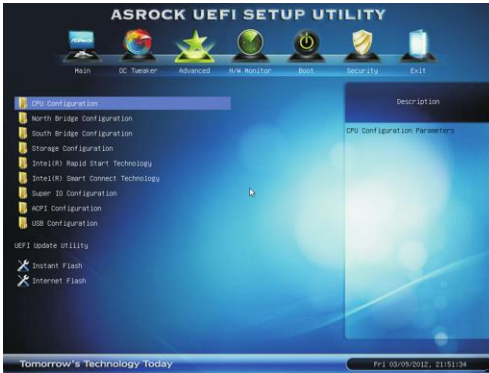 ASROCK UEFI SETUP UTILITY
Main
OC Tweaker
Advanced
H/W Monitor
Boot
Security
Exit
CPU Configuration
North Bridge Configuration
South Bridge Configuration
Storage Configuration
Intel(R) Rapid Start Technology
Intel(R) Smart Connect Technology
Super IO Configuration
ACPI Configuration
USB Configuration
UEFI Update Utility
Instant Flash
Internet Flash
Description
CPU Configuration Parameters
Tomorrow's Technology Today
Fri 03/09/2012, 21:51:34